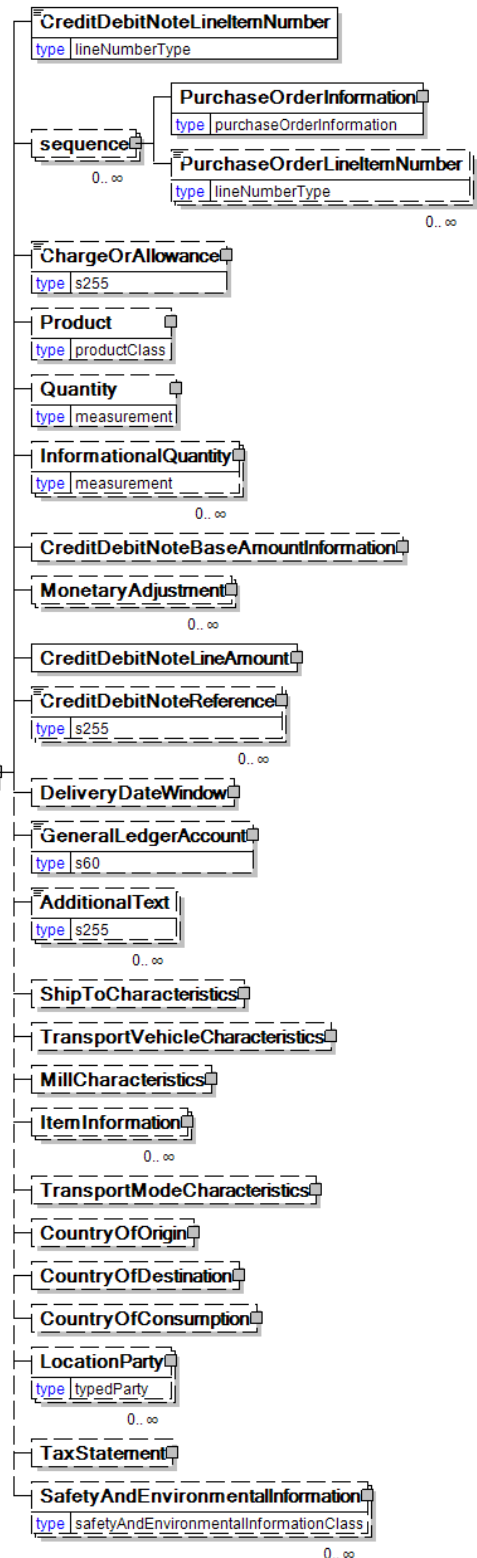 CreditDebitNoteLineItemNumber
type lineNumberType
PurchaseOrderInformation
type purchaseOrderInformation
sequence
0.. ∞
PurchaseOrderLineItemNumber
type lineNumberType
0.. ∞
ChargeOrAllowance
type s255
Product
type productClass
Quantity
type measurement
InformationalQuantity
type measurement
0.. ∞
CreditDebitNoteBaseAmountInformation
MonetaryAdjustment
0.. ∞
CreditDebitNoteLineAmount
CreditDebitNoteReference
type s255
0.. ∞
DeliveryDateWindow
GeneralLedgerAccount
type s60
AdditionalText
type s255
0.. ∞
ShipToCharacteristics
TransportVehicleCharacteristics
MillCharacteristics
ItemInformation
0.. ∞
TransportModeCharacteristics
CountryOfOrigin
CountryOfDestination
CountryOfConsumption
LocationParty
type typedParty
0.. ∞
TaxStatement
SafetyAndEnvironmentalInformation
type safetyAndEnvironmentalInformationClass
0.. ∞